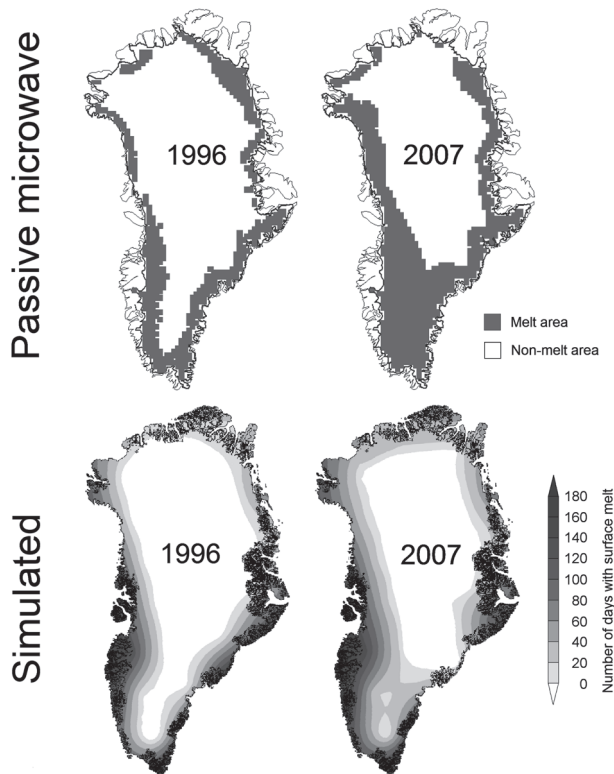 Passive microwave
1996
2007
Melt area
Non-melt area
Simulated
1996
2007
180
160
140
120
100
80
60
40
20
0
Number of days with surface melt